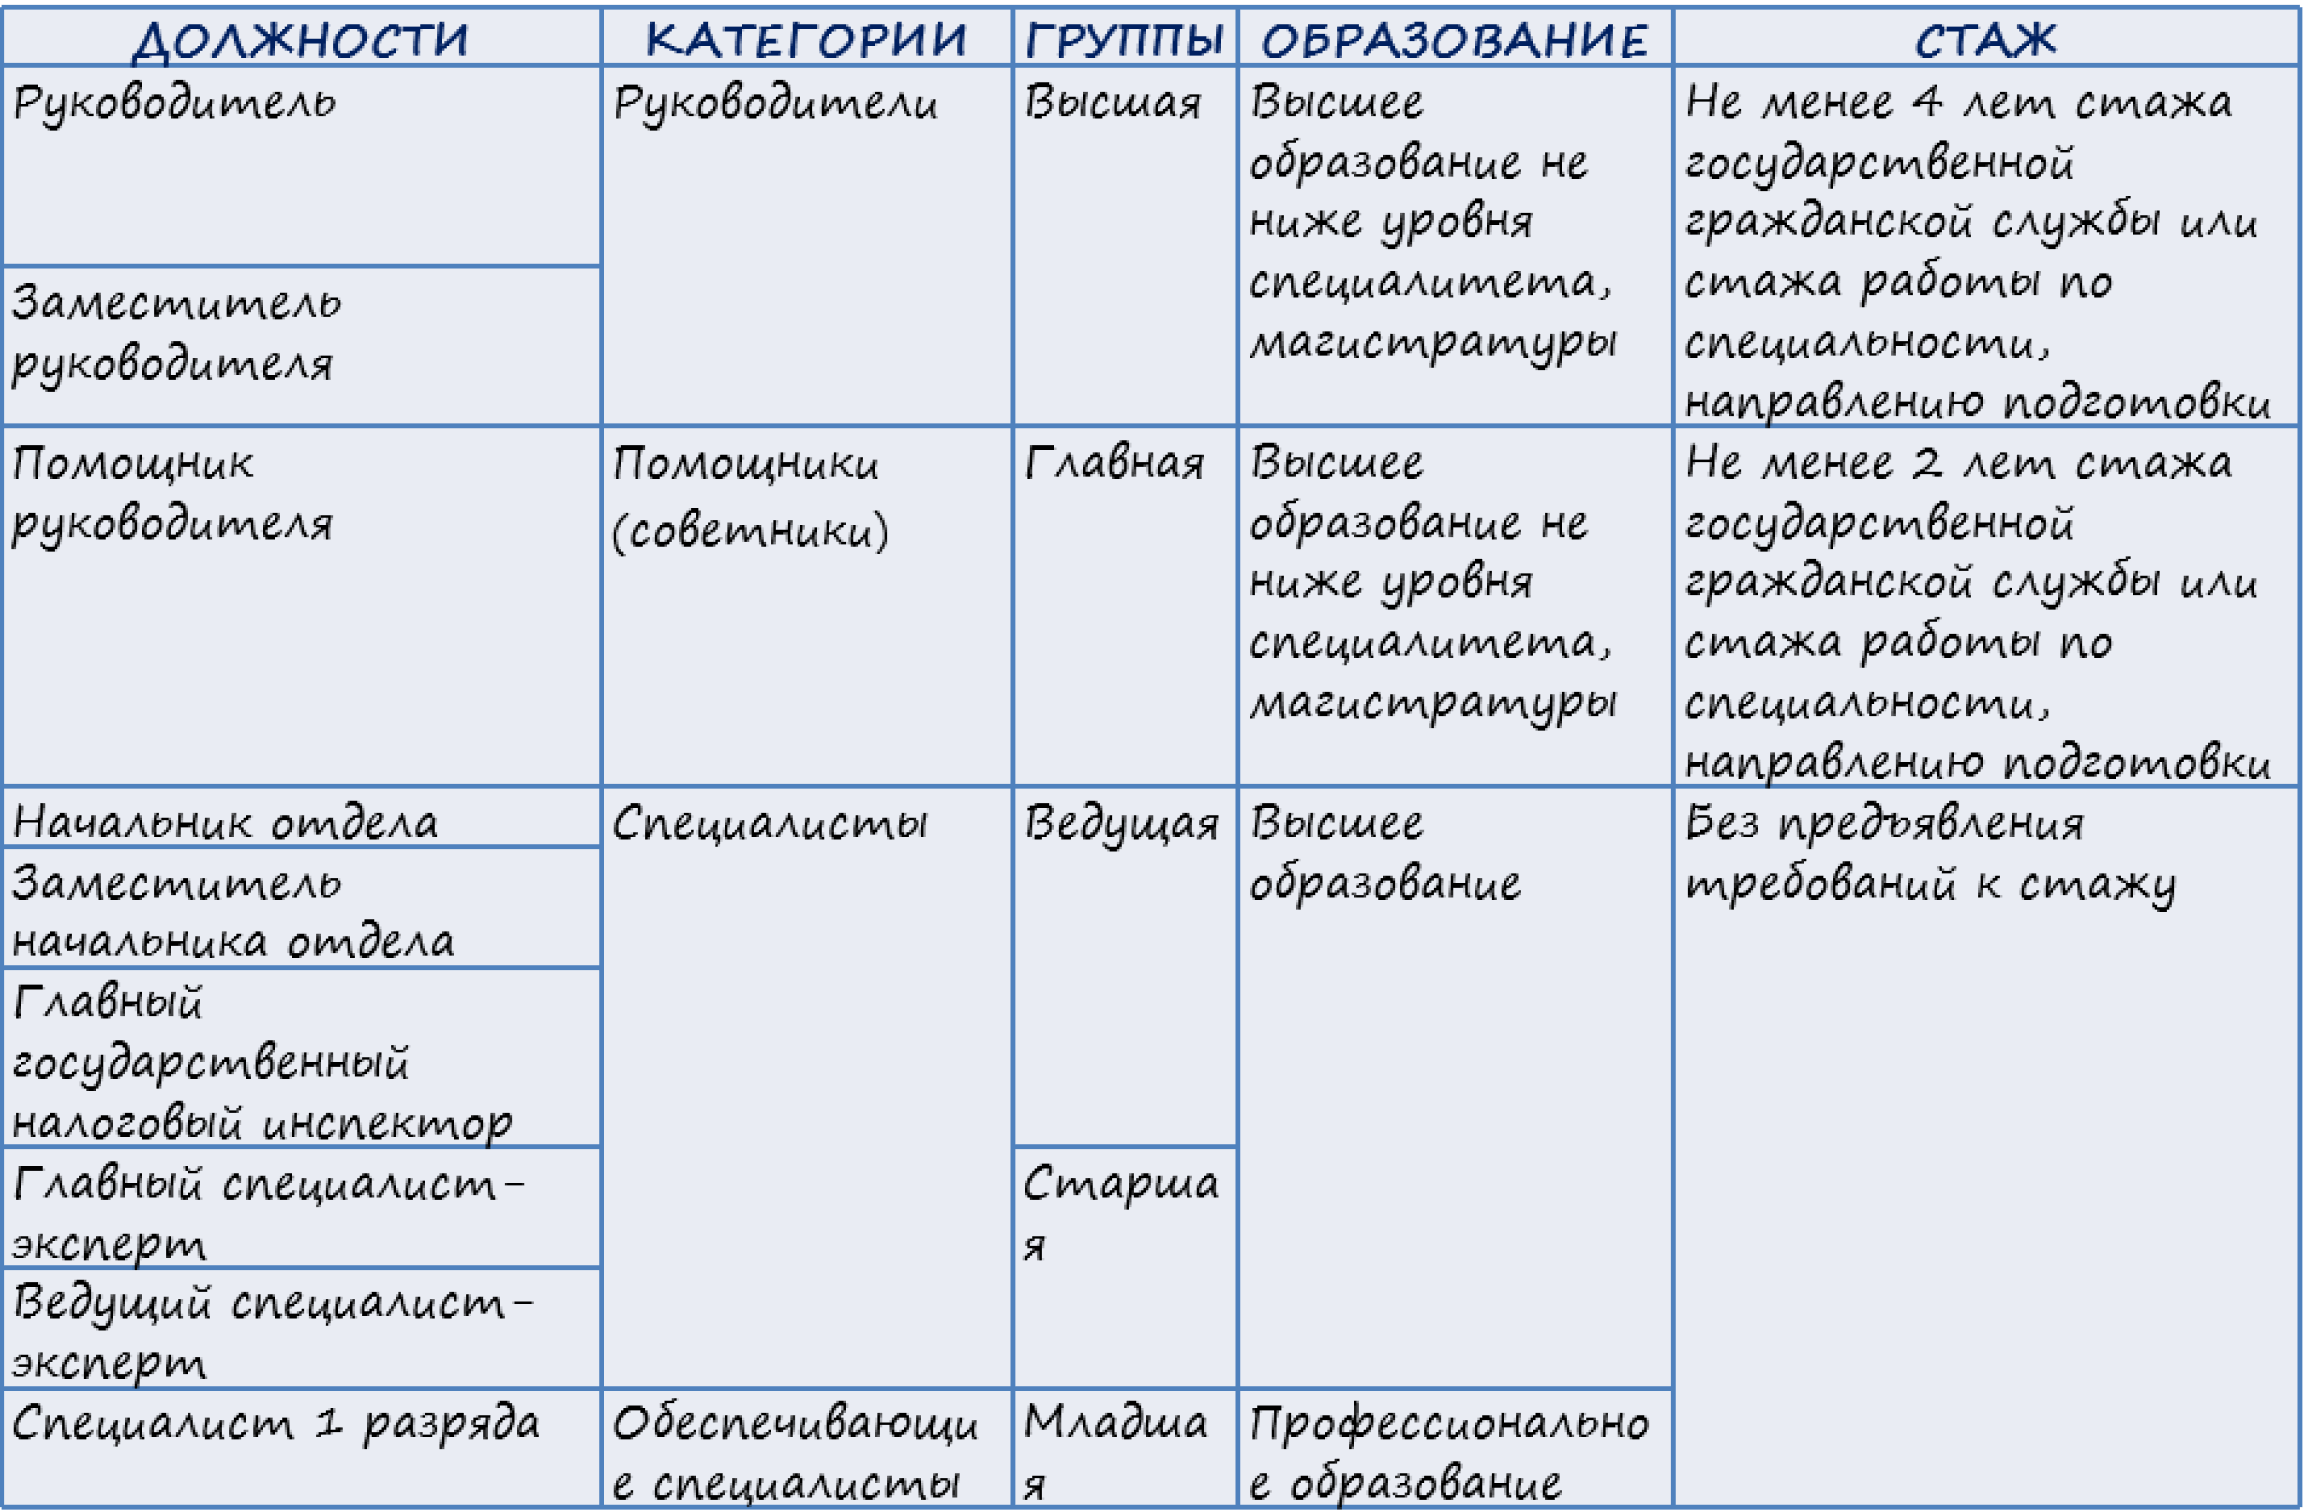 ДОЛЖНОСТИ КАТЕГОРИИ ГРУППЫ ОБРАЗОВАНИЕ СТАЖ
Руководитель
Заместитель
руководителя
Руководители
Высшая
Высшее
образование не
ниже уровня
специалитета,
магистратуры
Не менее 4 лет стажа
государственной
гражданской службы или
стажа работы по
специальности,
направлению подготовки
Помощник
руководителя
Помощники
(советники)
Главная
Высшее
образование не
ниже уровня
специалитета,
магистратуры
Не менее 2 лет стажа
государственной
гражданской службы или
стажа работы по
специальности,
направлению подготовки
Начальник отдела
Заместитель
начальника отдела
Главный
государственный
налоговый инспектор
Главный специалист-
эксперт
Ведущий специалист-
эксперт
Специалисты
Ведущая
Старша
я
Высшее
образование
Без предъявления
требований к стажу
Специалист 1 разряда
Обеспечивающи
е специалисты
Младша
я
Профессионально
е образование